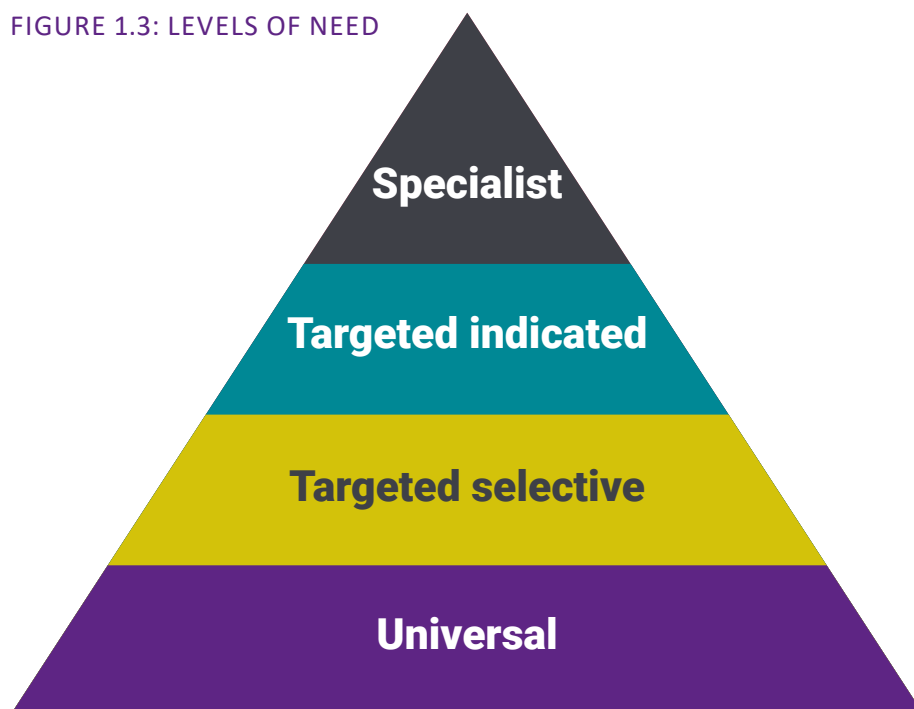 FIGURE 1.3: LEVELS OF NEED
Specialist
Targeted indicated
Targeted selective
Universal